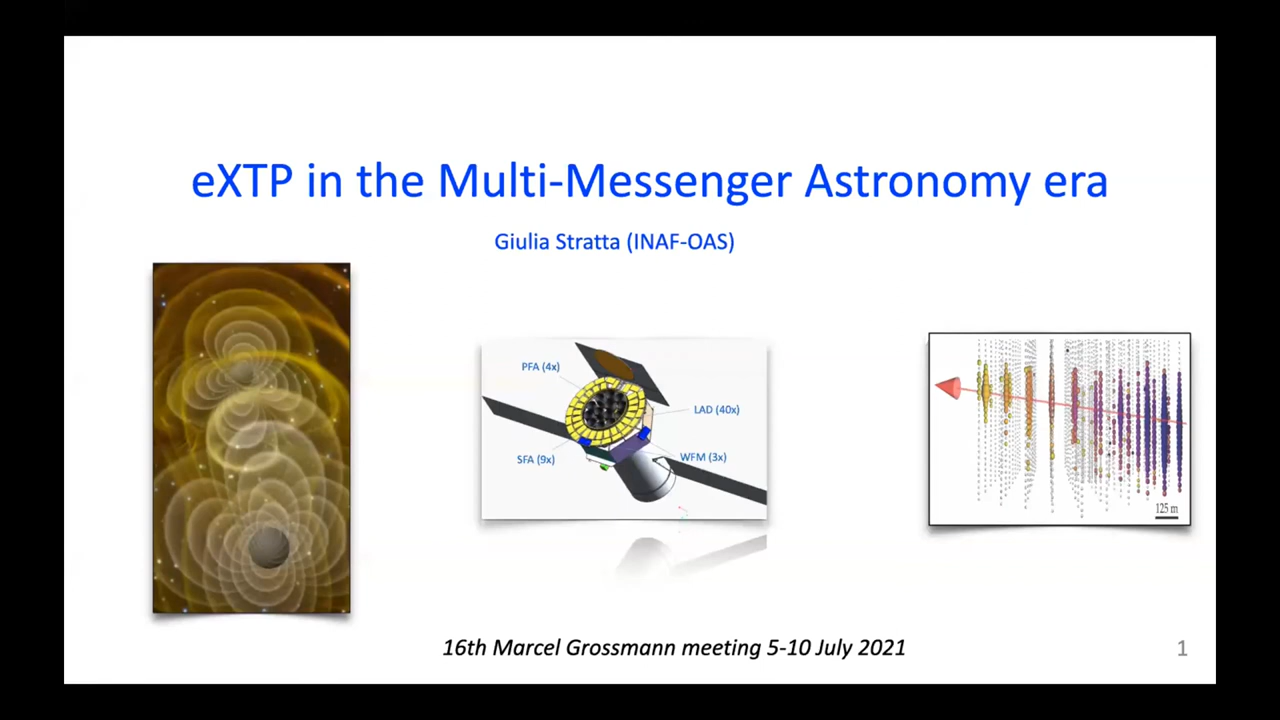 eXTP in the Multi-Messenger Astronomy era
Giulia Stratta (INAF-OAS)
PFA (4x)
LAD (40x)
SFA (9x)
WFM (3x)
125 m
16th Marcel Grossmann meeting 5-10 July 2021
1